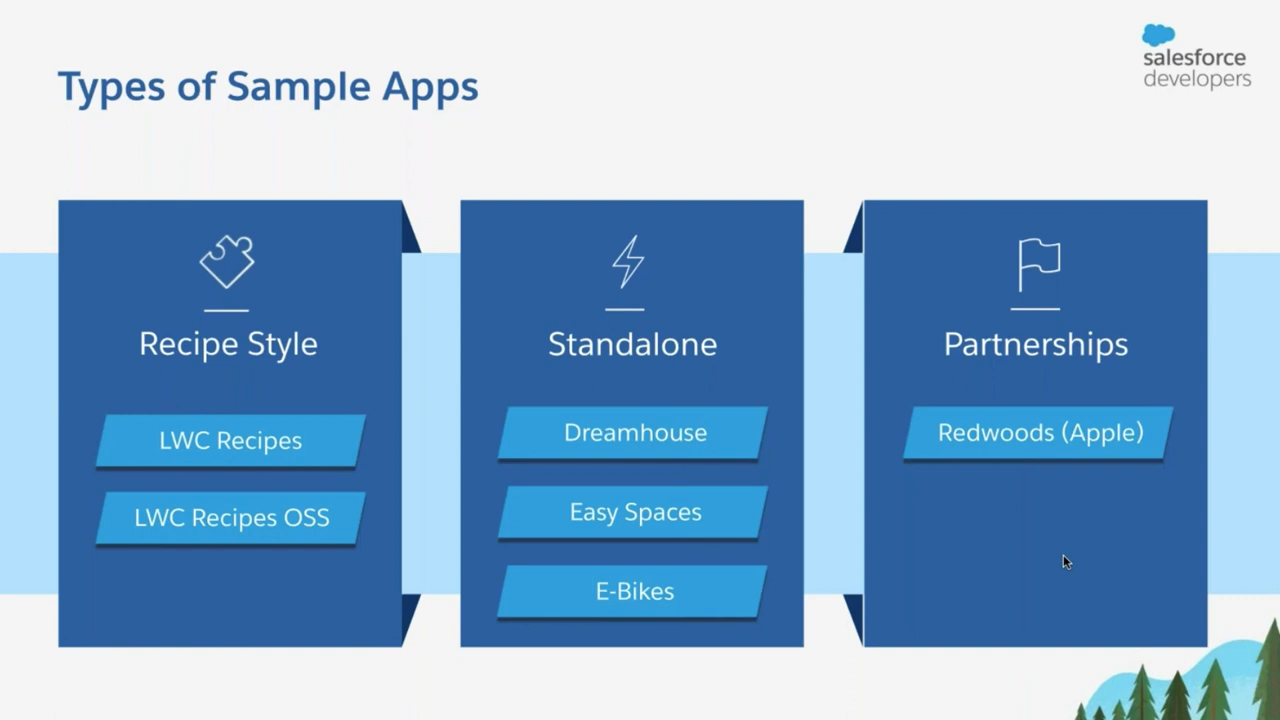 salesforce
developers
Types of Sample Apps
Recipe Style
LWC Recipes
LWC Recipes OSS
Standalone
Dreamhouse
Easy Spaces
E-Bikes
Partnerships
Redwoods (Apple)